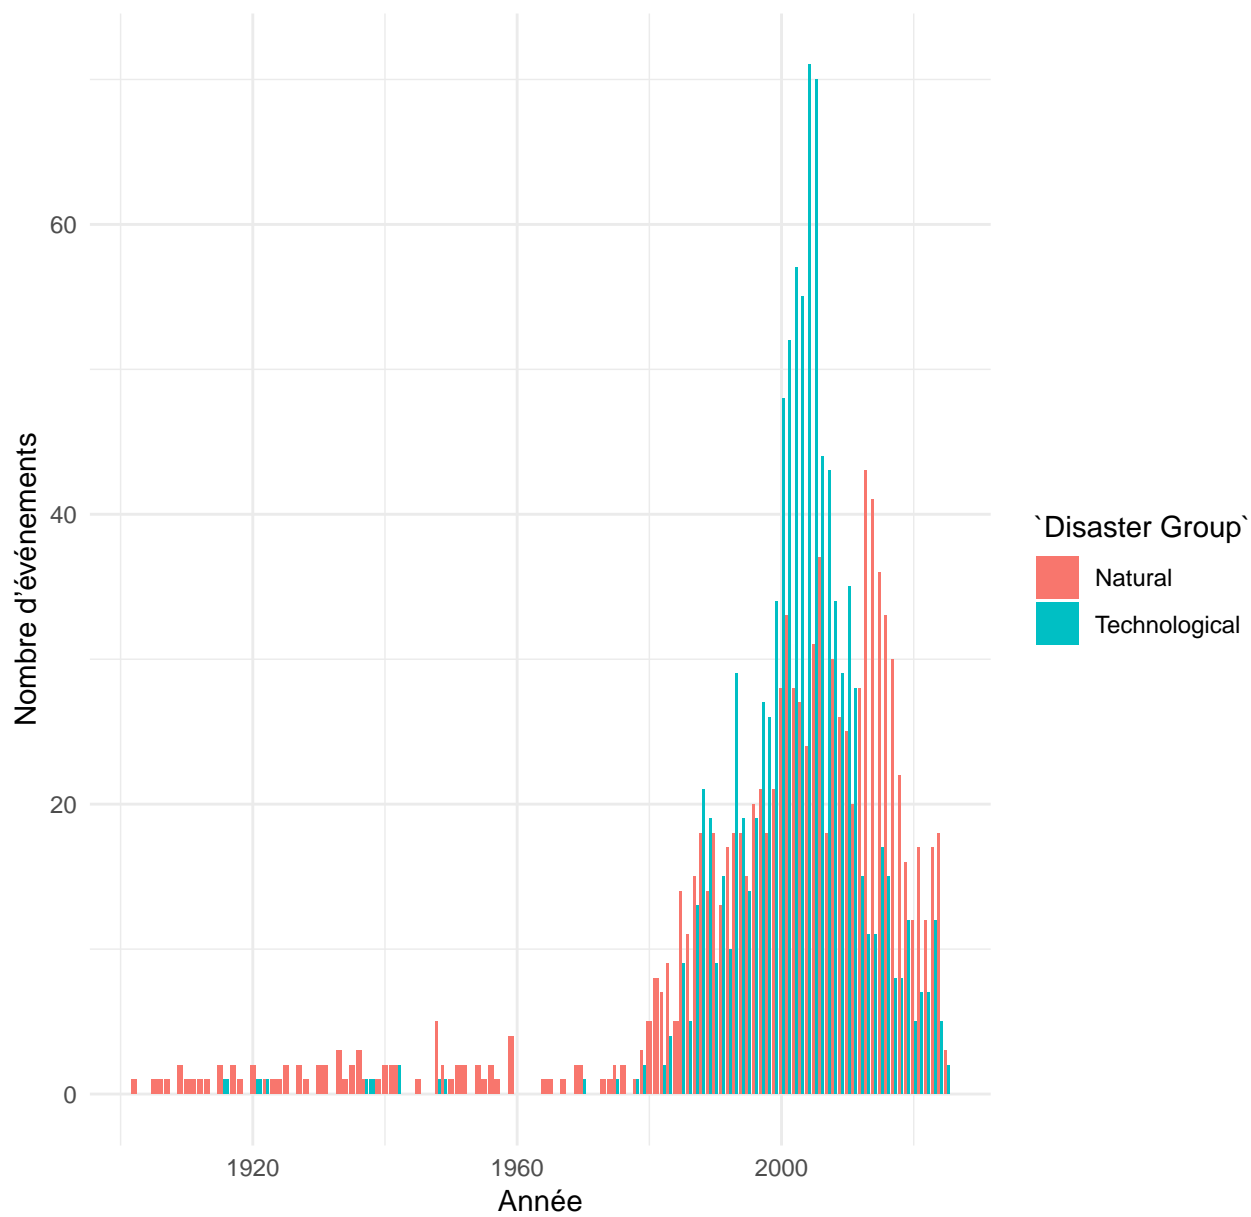 60
40
20
0
1920 1960 2000
Année
Nombre d'événements
`Disaster Group`
Natural
Technological